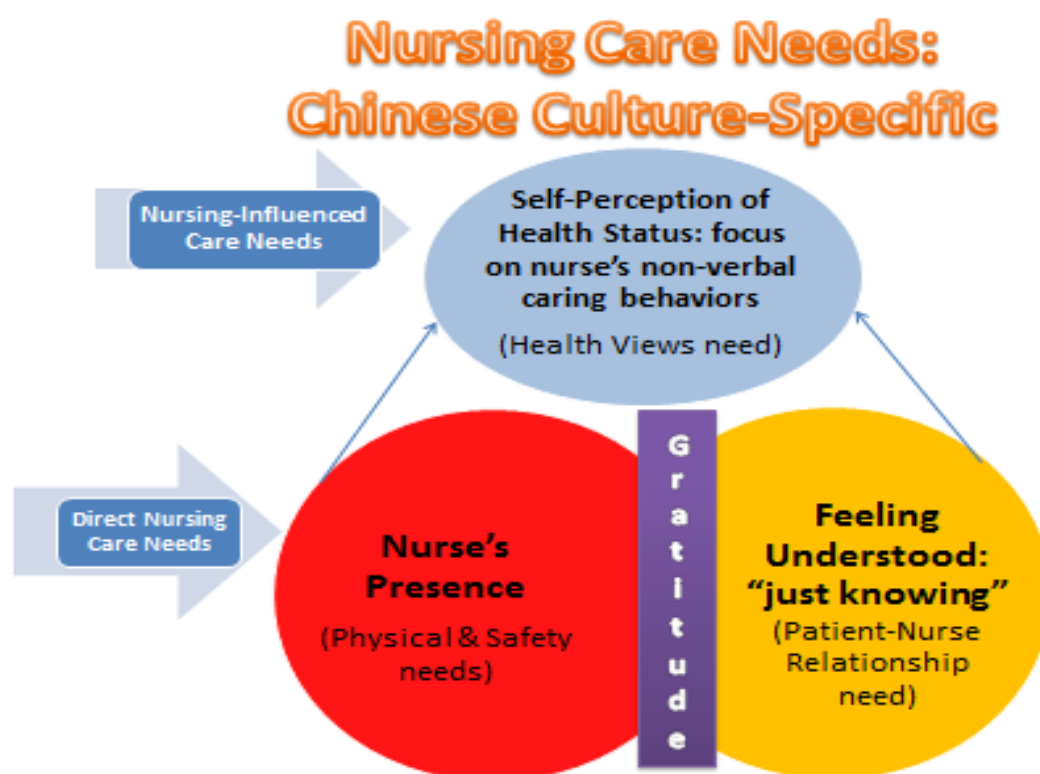 Nursing Care Needs:
Chinese Culture-Specific
Nursing-Influenced
Care Needs
Self-Perception of
Health Status: focus
on nurse's non-verbal
caring behaviors
(Health Views need)
Direct Nursing
Care Needs
Nurse's
Presence
(Physical & Safety
needs)
Gratitude
Feeling
Understood:
“just knowing”
(Patient-Nurse
Relationship
need)